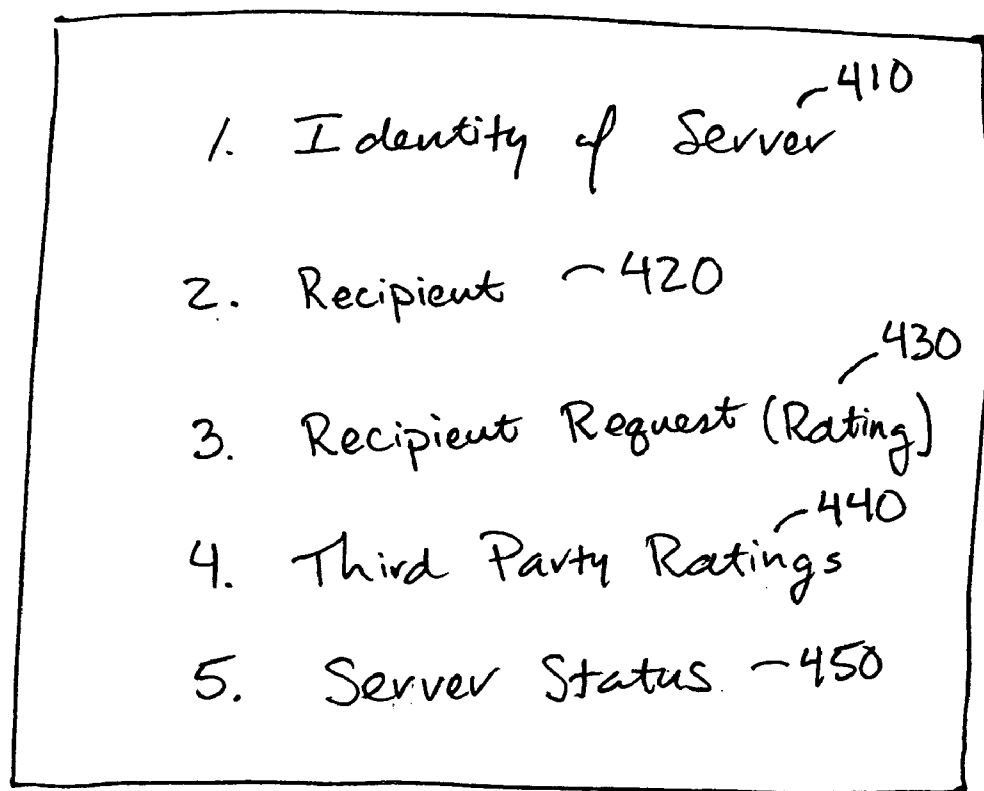 1. Identity of Server 410
2. Recipient 420
3. Recipient Request (Rating) 430
4. Third Party Ratings 440
5. Server Status 450